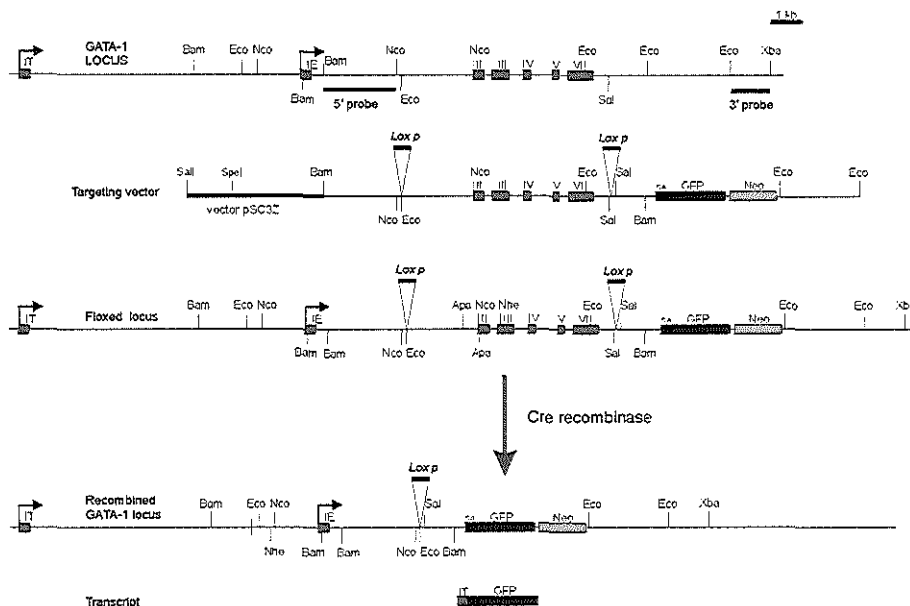 1 kb
GATA-1
LOCUS
IT
Bam
Eco
Nco
IE
Bam
Nco
Nco
II
III
IV
V
VII
Eco
Eco
Eco
Xba
Bam
5' probe
Eco
Sal
3' probe
Lox p
Lox p
Targeting vector
Sal
SpeI
Bam
Nco
II
III
IV
V
VII
Eco
Sal
SA
GFP
Neo
Eco
Eco
vector pSC3Z
Nco Eco
Sal
Bam
Lox p
Lox p
Floxed locus
IT
Bam
Eco
Nco
IE
Apa
Nco
Nhe
II
III
IV
V
VII
Eco
Sal
SA
GFP
Neo
Eco
Eco
Xb
Bam
Bam
Nco Eco
Apa
Sal
Bam
Cre recombinase
Lox p
Recombined
GATA-1 locus
IT
Bam
Eco
Nco
IE
Sal
SA
GFP
Neo
Eco
Eco
Xba
Nhe
Bam
Bam
Nco
Eco
Bam
Transcript
IT
GFP